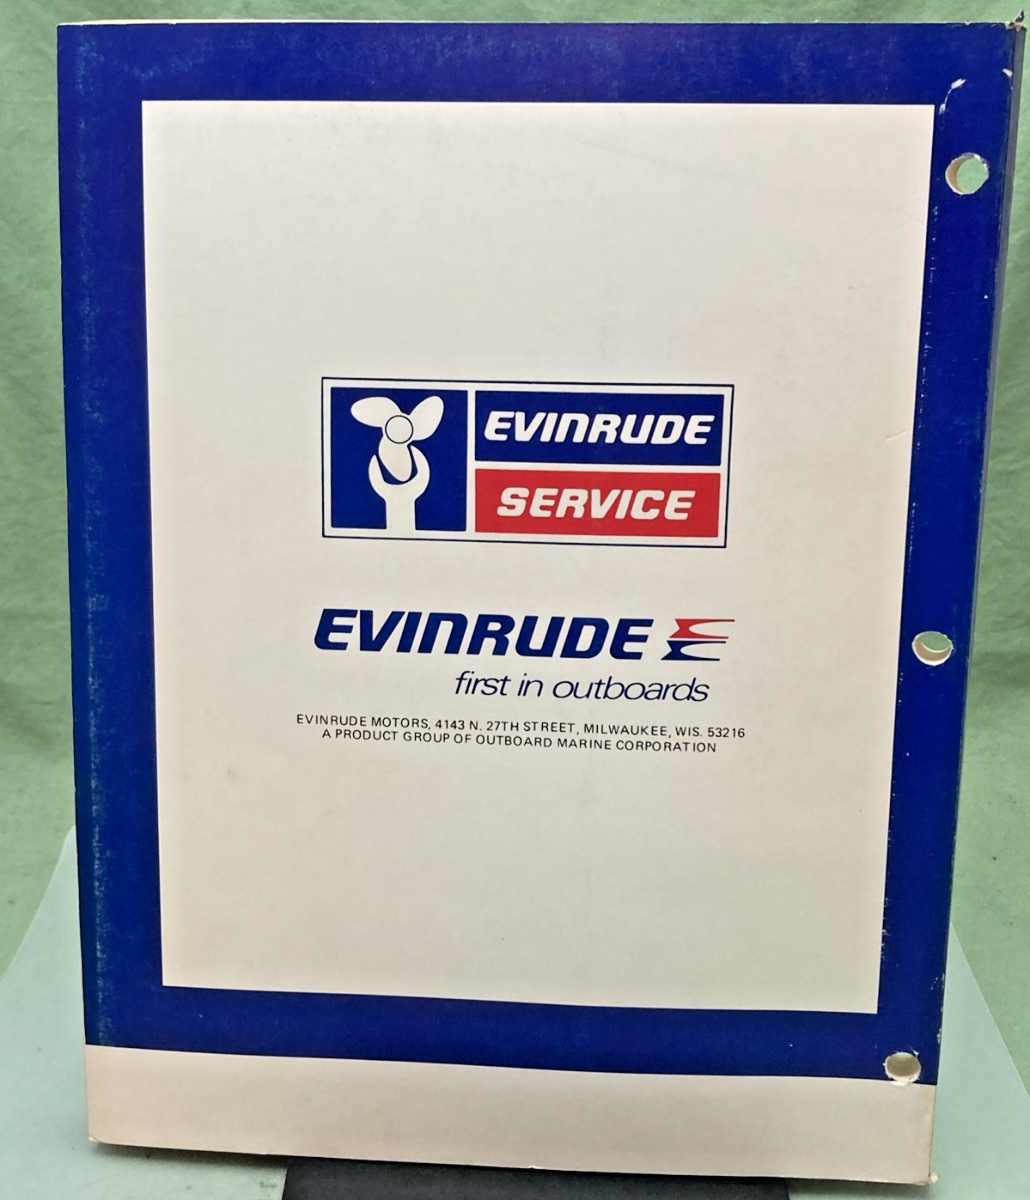 EVINRUDE
SERVICE
EVINRUDE
first in outboards
EVINRUDE MOTORS, 4143 N. 27TH STREET, MILWAUKEE, WIS. 53216
A PRODUCT GROUP OF OUTBOARD MARINE CORPORATION